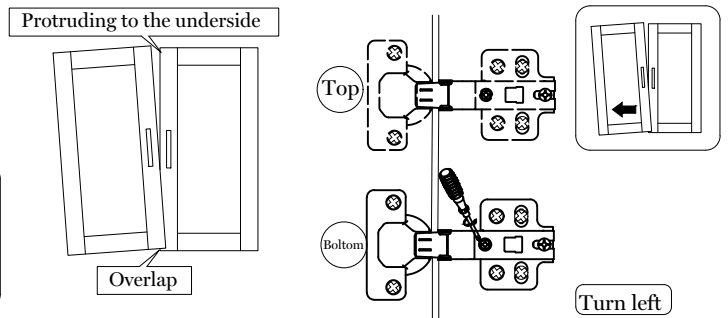 Protruding to the underside
Overlap
Top
Boltom
Turn left